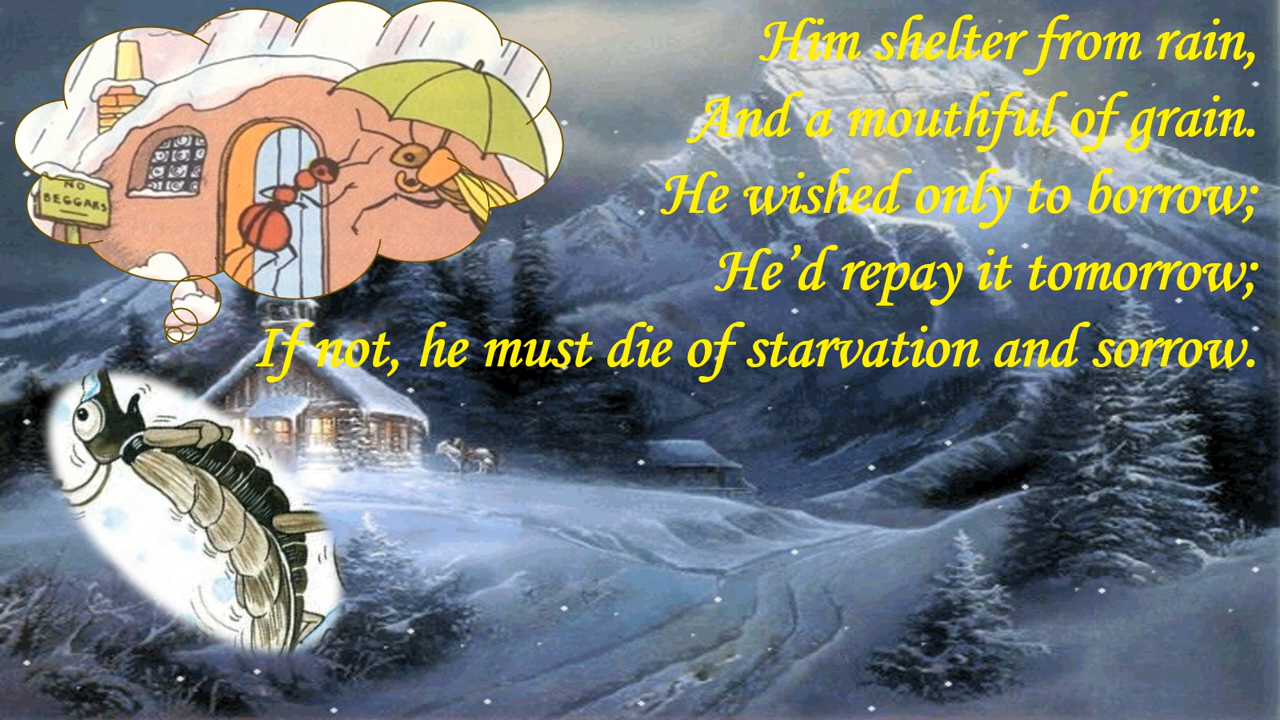 Him shelter from rain,
And a mouthful of grain.
He wished only to borrow;
He’d repay it tomorrow;
If not, he must die of starvation and sorrow.
NO
BEGGARS